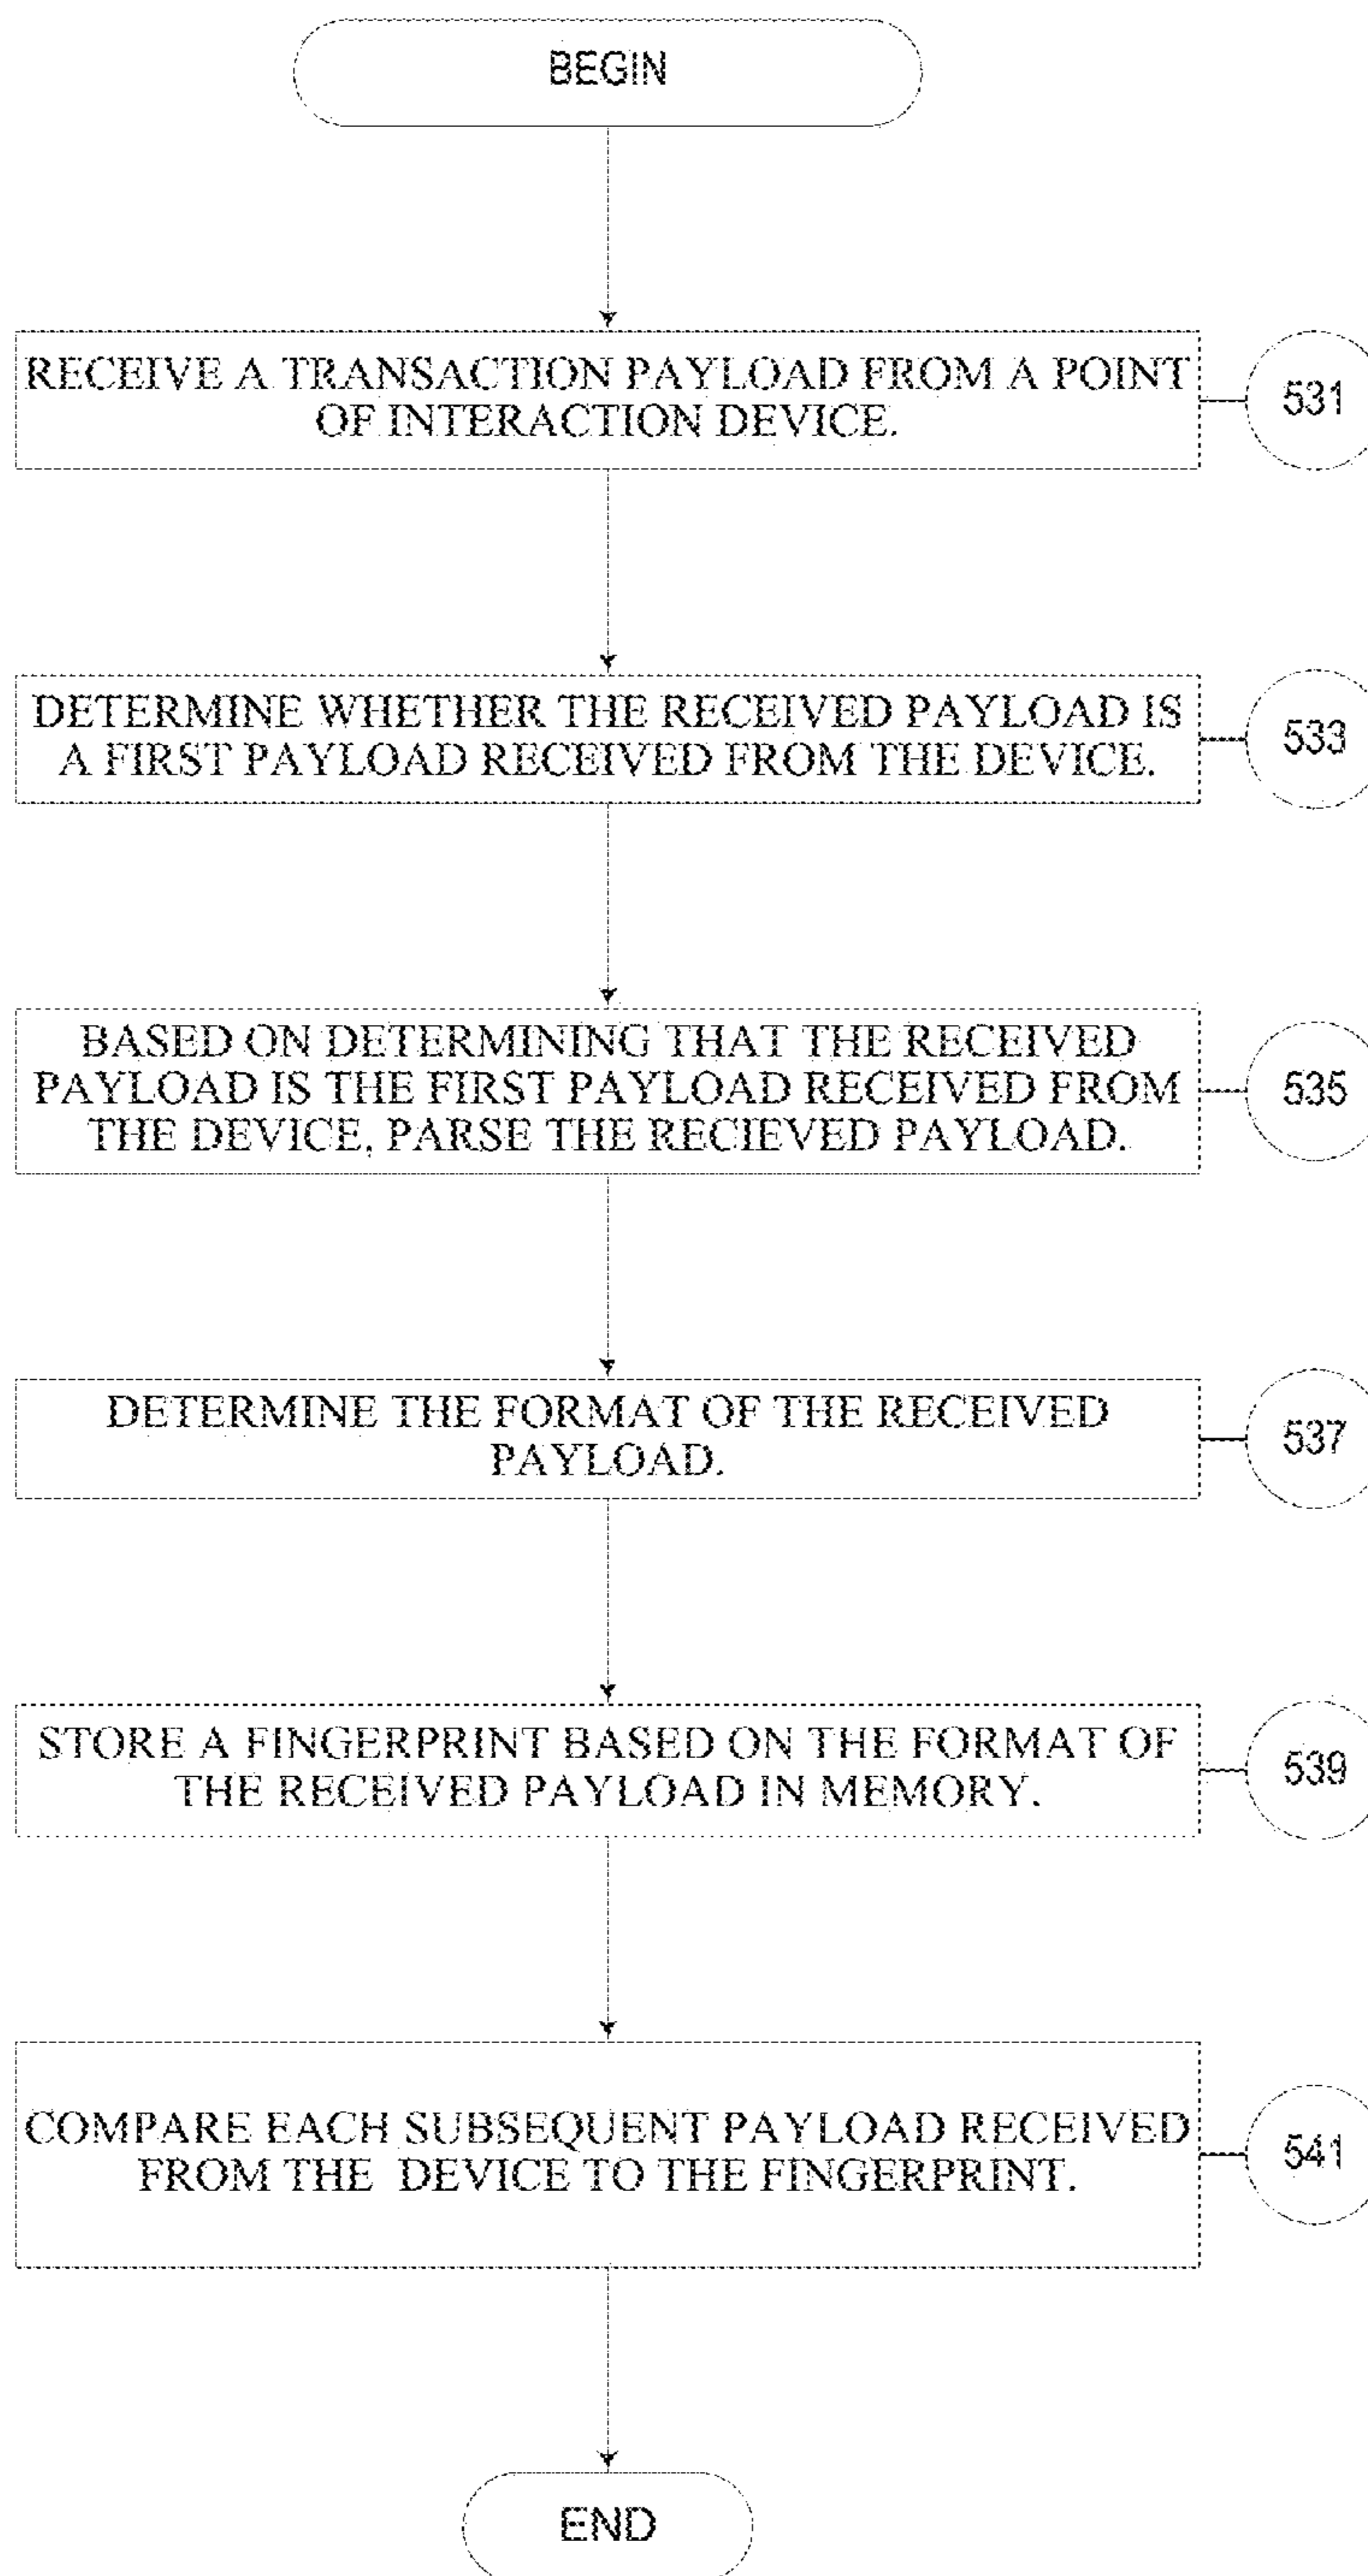 BEGIN
RECEIVE A TRANSACTION PAYLOAD FROM A POINT
OF INTERACTION DEVICE.
531
DETERMINE WHETHER THE RECEIVED PAYLOAD IS
A FIRST PAYLOAD RECEIVED FROM THE DEVICE.
533
BASED ON DETERMINING THAT THE RECEIVED
PAYLOAD IS THE FIRST PAYLOAD RECEIVED FROM
THE DEVICE, PARSE THE RECIEVED PAYLOAD.
535
DETERMINE THE FORMAT OF THE RECEIVED
PAYLOAD.
537
STORE A FINGERPRINT BASED ON THE FORMAT OF
THE RECEIVED PAYLOAD IN MEMORY.
539
COMPARE EACH SUBSEQUENT PAYLOAD RECEIVED
FROM THE DEVICE TO THE FINGERPRINT.
541
END